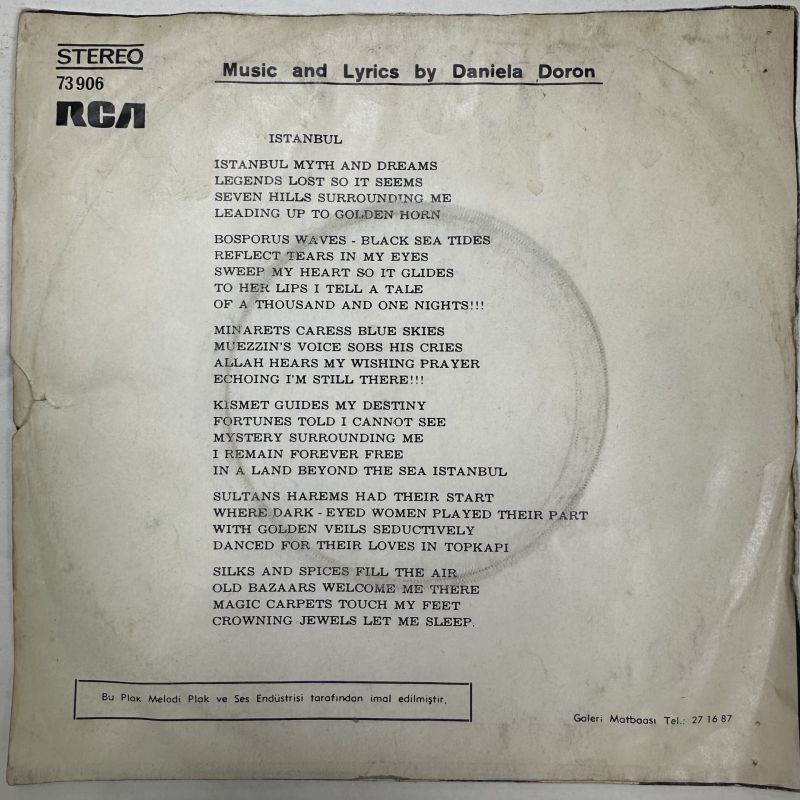 STEREO
73906
RCA
Music and Lyrics by Daniela Doron
ISTANBUL
ISTANBUL MYTH AND DREAMS
LEGENDS LOST SO IT SEEMS
SEVEN HILLS SURROUNDING ME
LEADING UP TO GOLDEN HORN
BOSPORUS WAVES - BLACK SEA TIDES
REFLECT TEARS IN MY EYES
SWEEP MY HEART SO IT GLIDES
TO HER LIPS I TELL A TALE
OF A THOUSAND AND ONE NIGHTS!!!
MINARETS CARESS BLUE SKIES
MUEZZIN'S VOICE SOBS HIS CRIES
ALLAH HEARS MY WISHING PRAYER
ECHOING I'M STILL THERE!!!
KISMET GUIDES MY DESTINY
FORTUNES TOLD I CANNOT SEE
MYSTERY SURROUNDING ME
I REMAIN FOREVER FREE
IN A LAND BEYOND THE SEA ISTANBUL
SULTANS HAREMS HAD THEIR START
WHERE DARK - EYED WOMEN PLAYED THEIR PART
WITH GOLDEN VEILS SEDUCTIVELY
DANCED FOR THEIR LOVES IN TOPKAPI
SILKS AND SPICES FILL THE AIR
OLD BAZAARS WELCOME ME THERE
MAGIC CARPETS TOUCH MY FEET
CROWNING JEWELS LET ME SLEEP.
Bu Plak Melodi Plak ve Ses Endüstrisi tarafından imal edilmiştir.
Galeri Matbaası Tel.: 27 16 87